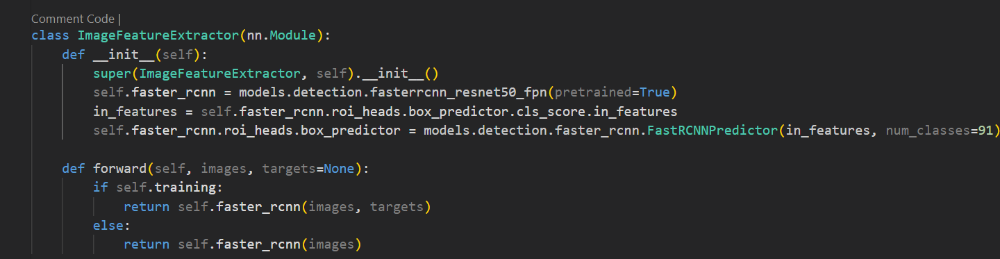 Comment Code |
class ImageFeatureExtractor(nn.Module):
    def __init__(self):
        super(ImageFeatureExtractor, self).__init__()
        self.faster_rcnn = models.detection.fasterrcnn_resnet50_fpn(pretrained=True)
        in_features = self.faster_rcnn.roi_heads.box_predictor.cls_score.in_features
        self.faster_rcnn.roi_heads.box_predictor = models.detection.faster_rcnn.FastRCNNPredictor(in_features, num_classes=91)
    def forward(self, images, targets=None):
        if self.training:
            return self.faster_rcnn(images, targets)
        else:
            return self.faster_rcnn(images)